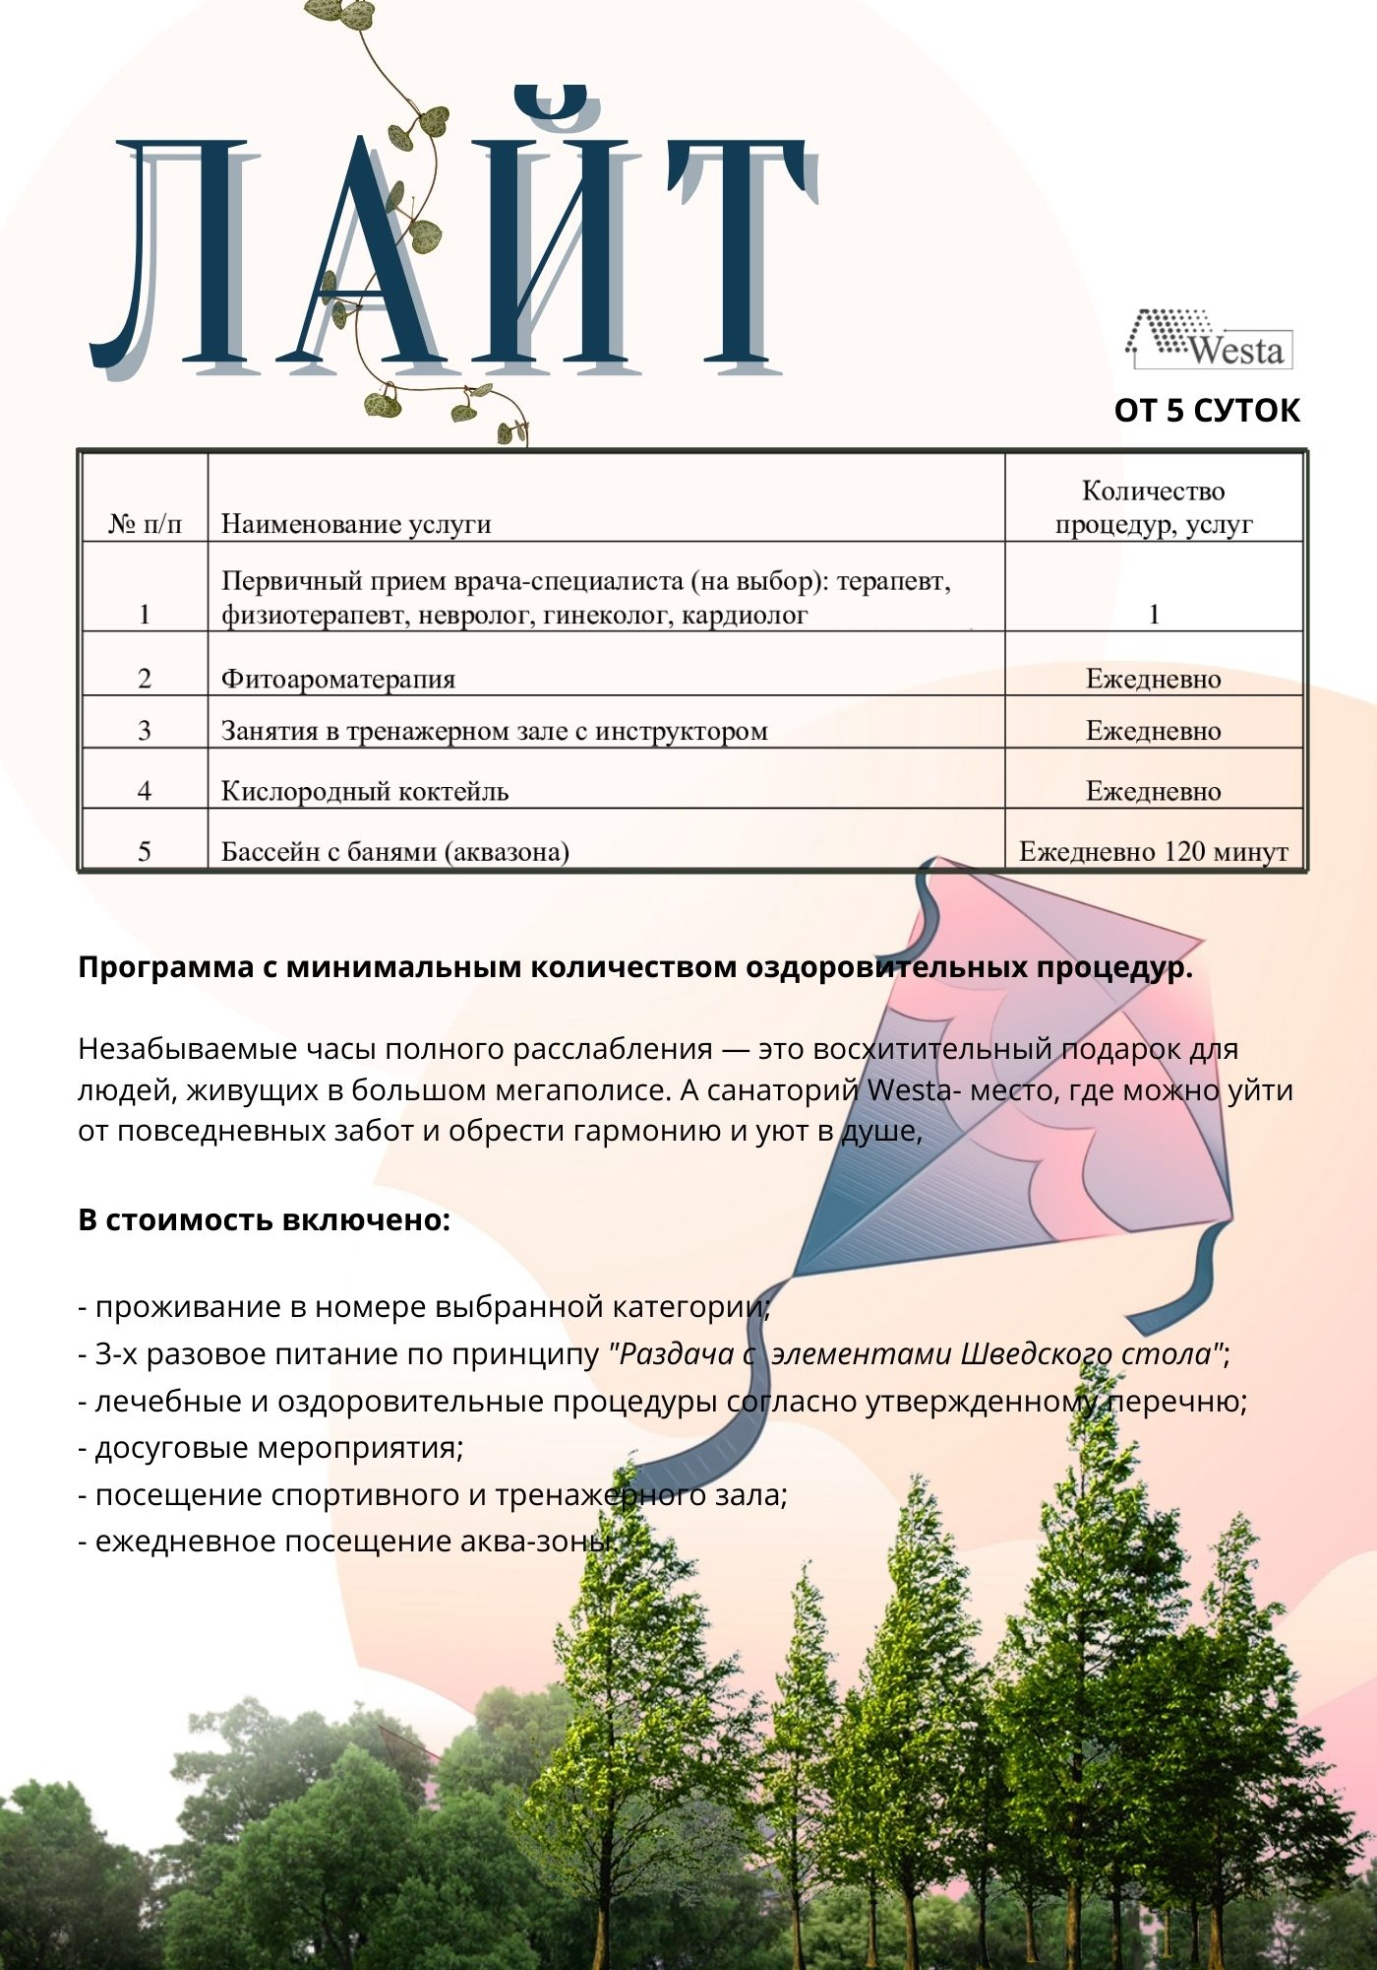 ЛАЙТ
Westa
ОТ 5 СУТОК
№ п/п Наименование услуги Количество процедур, услуг
1 Первичный прием врача-специалиста (на выбор): терапевт,
физиотерапевт, невролог, гинеколог, кардиолог 1
2 Фитоароматерапия Ежедневно
3 Занятия в тренажерном зале с инструктором Ежедневно
4 Кислородный коктейль Ежедневно
5 Бассейн с банями (аквазона) Ежедневно 120 минут
Программа с минимальным количеством оздоровительных процедур.
Незабываемые часы полного расслабления — это восхитительный подарок для
людей, живущих в большом мегаполисе. А санаторий Westa- место, где можно уйти
от повседневных забот и обрести гармонию и уют в душе,
В стоимость включено:
- проживание в номере выбранной категории;
- 3-х разовое питание по принципу "Раздача с элементами Шведского стола";
- лечебные и оздоровительные процедуры согласно утвержденному перечню;
- досуговые мероприятия;
- посещение спортивного и тренажерного зала;
- ежедневное посещение аква-зоны.